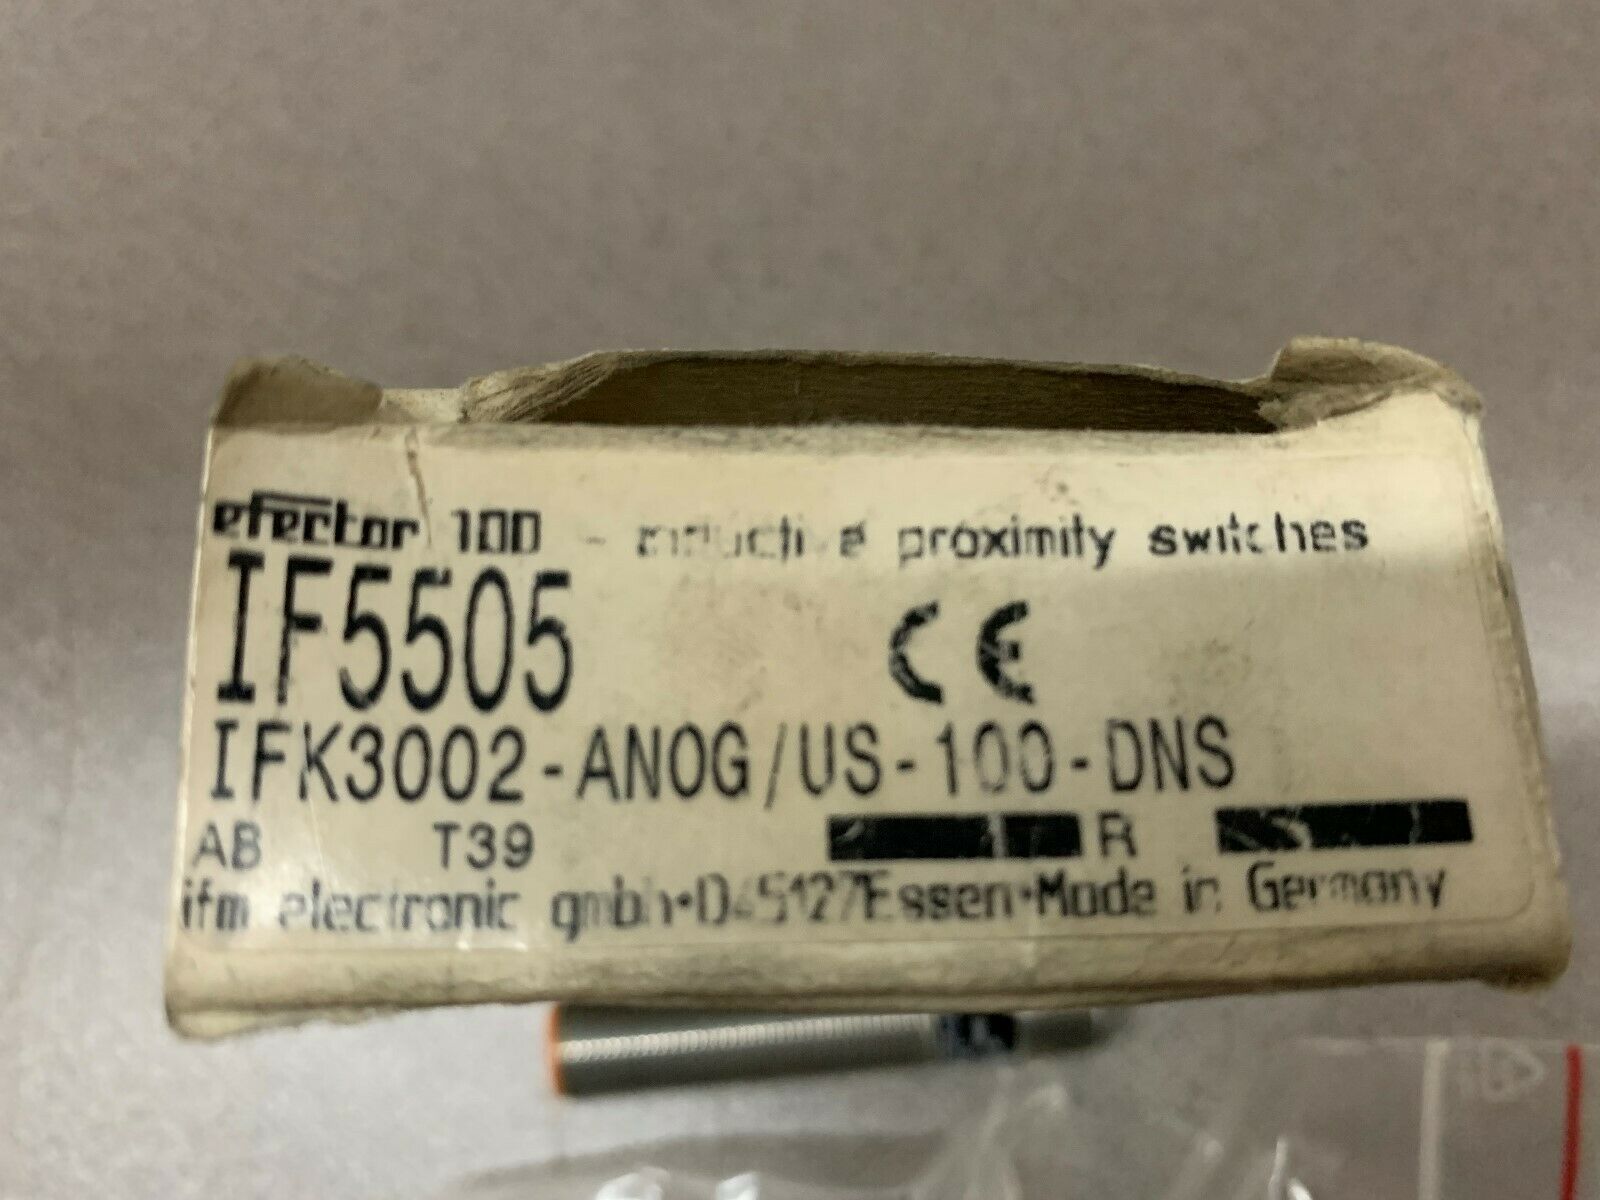 efector 100 - inductive proximity switches
IF5505
CE
IFK3002-ANOG/US-100-DNS
AB T39 R
ifm electronic gmbh•D45127Essen•Made in Germany